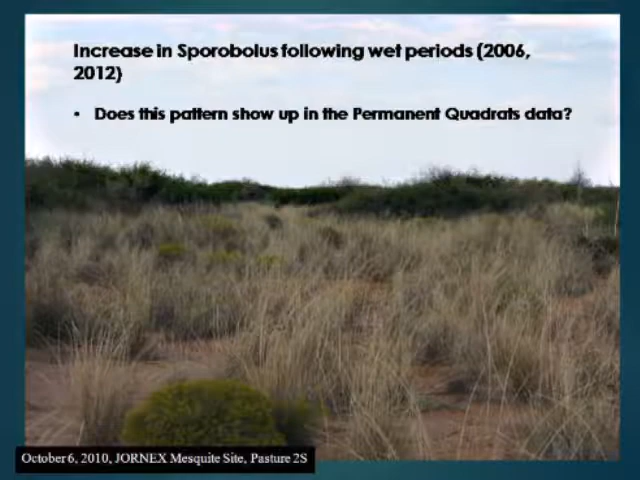 Increase in Sporobolus following wet periods (2006,
2012)
• Does this pattern show up in the Permanent Quadrats data?
October 6, 2010, JORNEX Mesquite Site, Pasture 2S